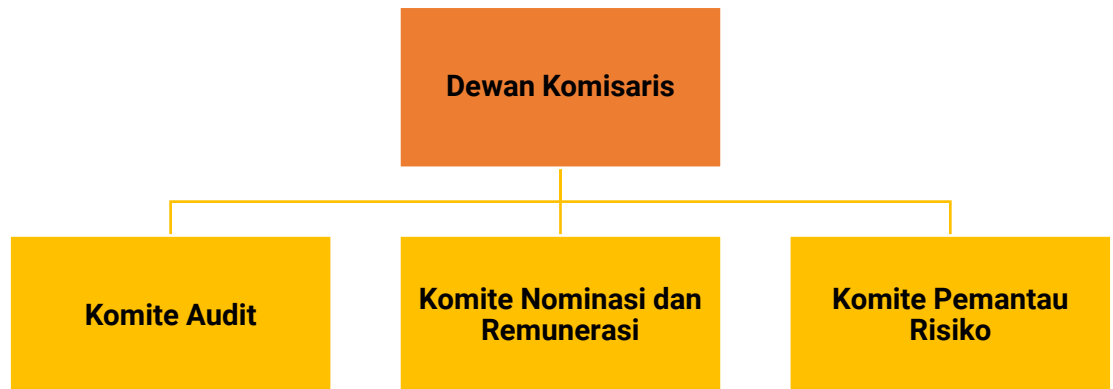 Dewan Komisaris
Komite Audit
Komite Nominasi dan
Remunerasi
Komite Pemantau
Risiko